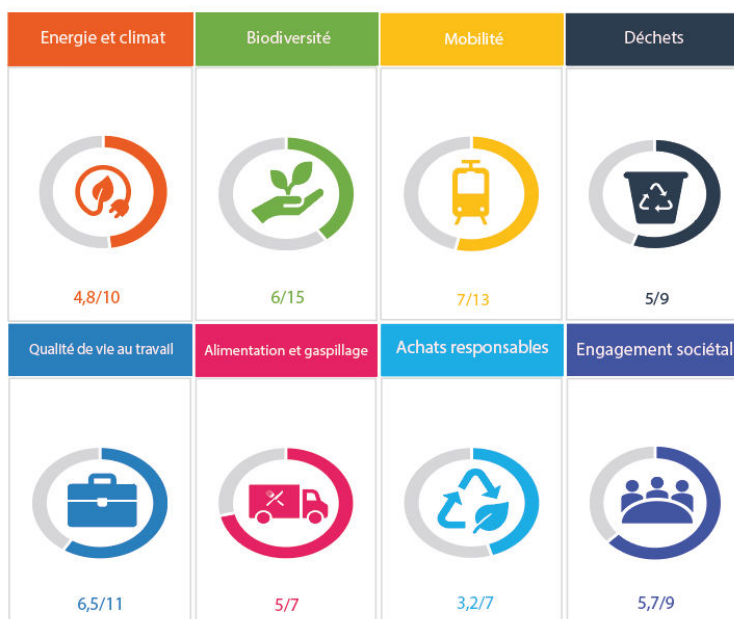 Energie et climat
Biodiversité
Mobilité
Déchets
4,8/10
6/15
7/13
5/9
Qualité de vie au travail
Alimentation et gaspillage
Achats responsables
Engagement sociétal
6,5/11
5/7
3,2/7
5,7/9